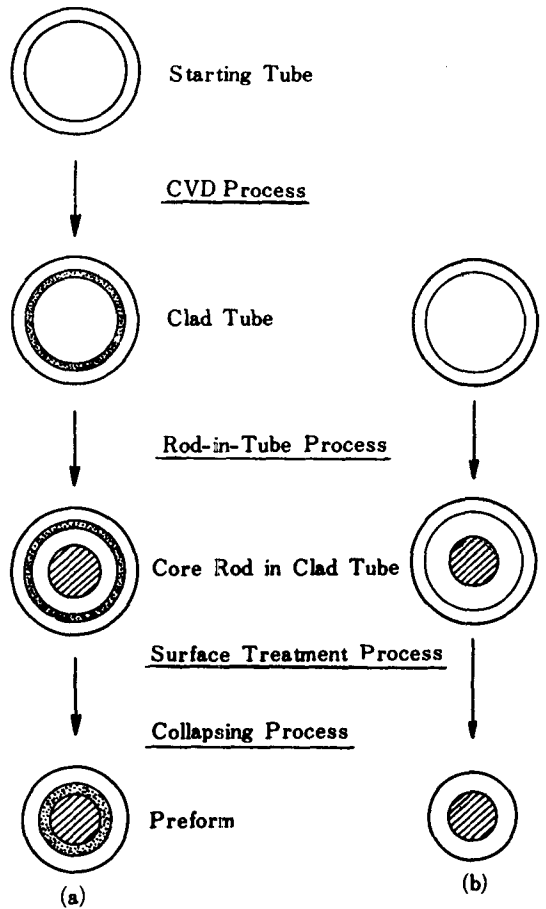 Starting Tube
CVD Process
Clad Tube
Rod-in-Tube Process
Core Rod in Clad Tube
Surface Treatment Process
Collapsing Process
Preform
(a)
(b)